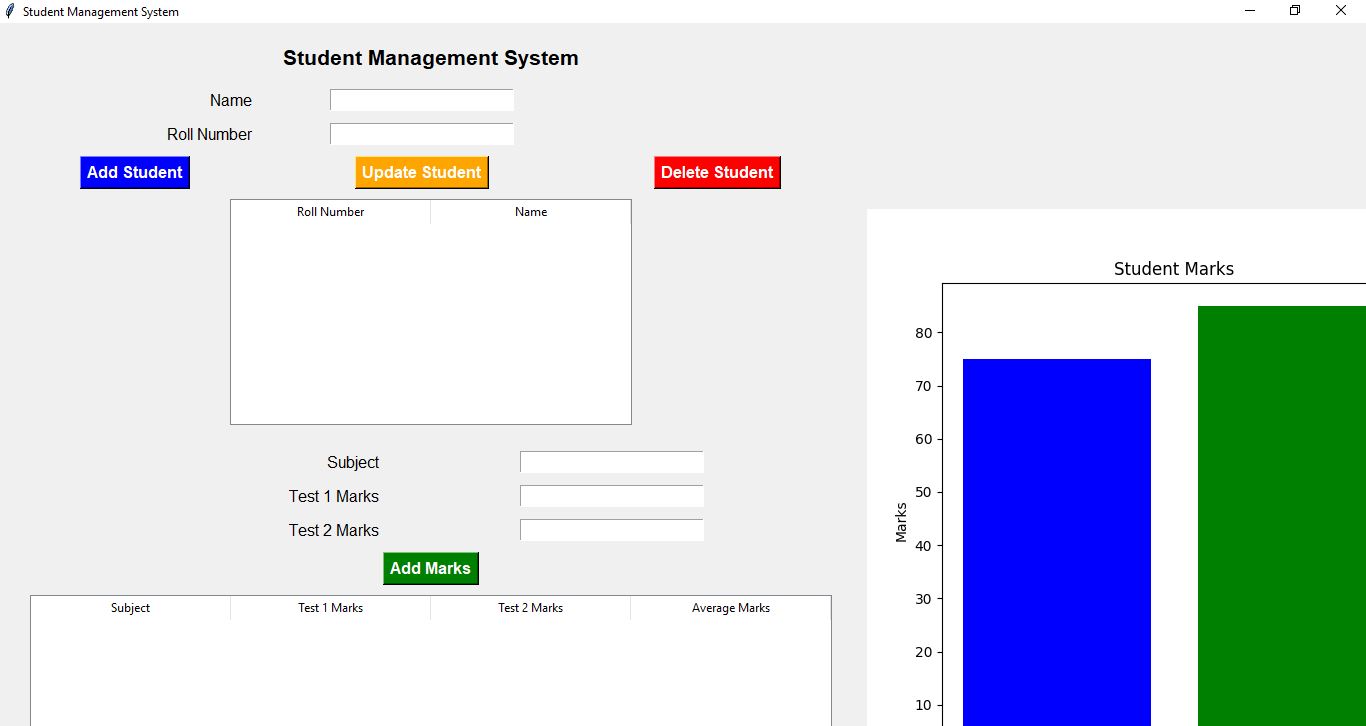 Student Management System
Student Management System
Name
Roll Number
Add Student Update Student Delete Student
Roll Number Name
Subject
Test 1 Marks
Test 2 Marks
Add Marks
Subject Test 1 Marks Test 2 Marks Average Marks
Student Marks
80
70
60
50
40
30
20
10
Marks